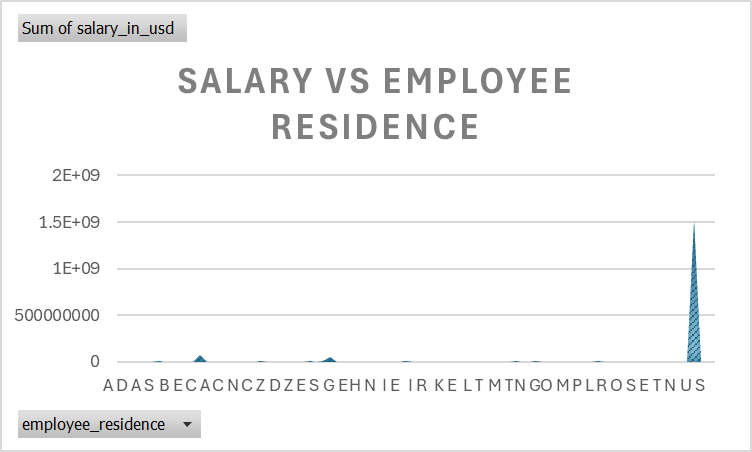 Sum of salary_in_usd
SALARY VS EMPLOYEE
RESIDENCE
2E+09
1.5E+09
1E+09
500000000
0
AD AS BE CA CN CZ DZ ES GE HN IE IR KE LT MT NG OM PL RO SE TN US
employee_residence